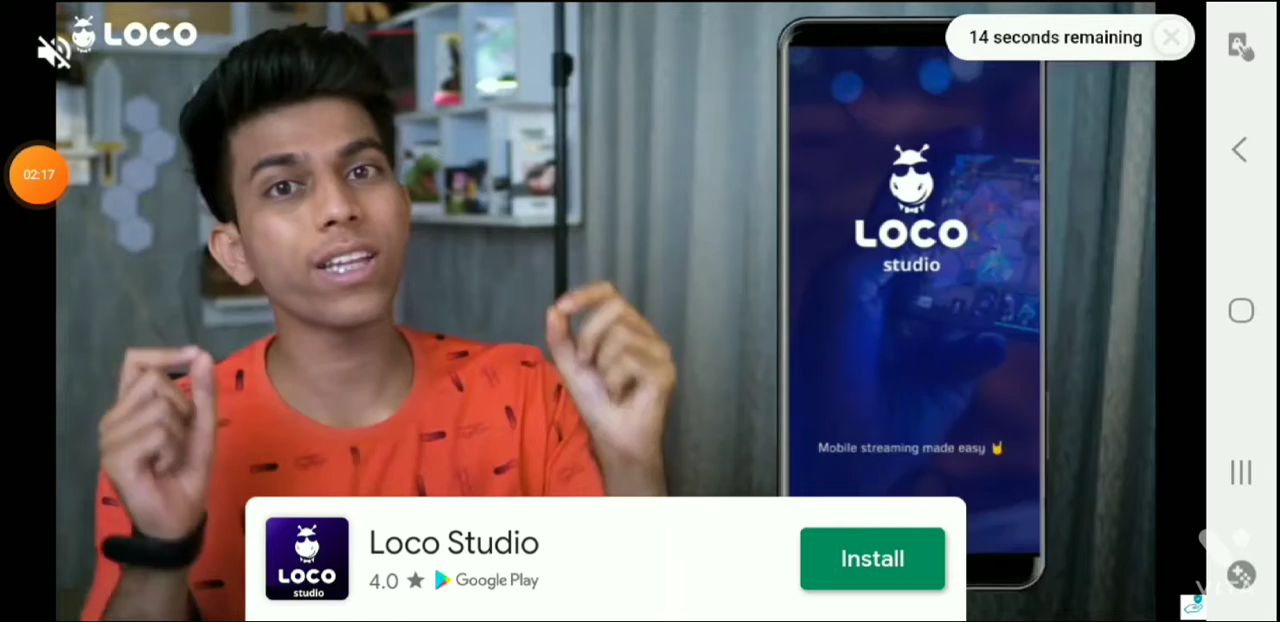 LOCO
14 seconds remaining
02:17
LOCO
studio
Mobile streaming made easy 🤘
Loco Studio
4.0 ★ Google Play
Install
LOCO
studio